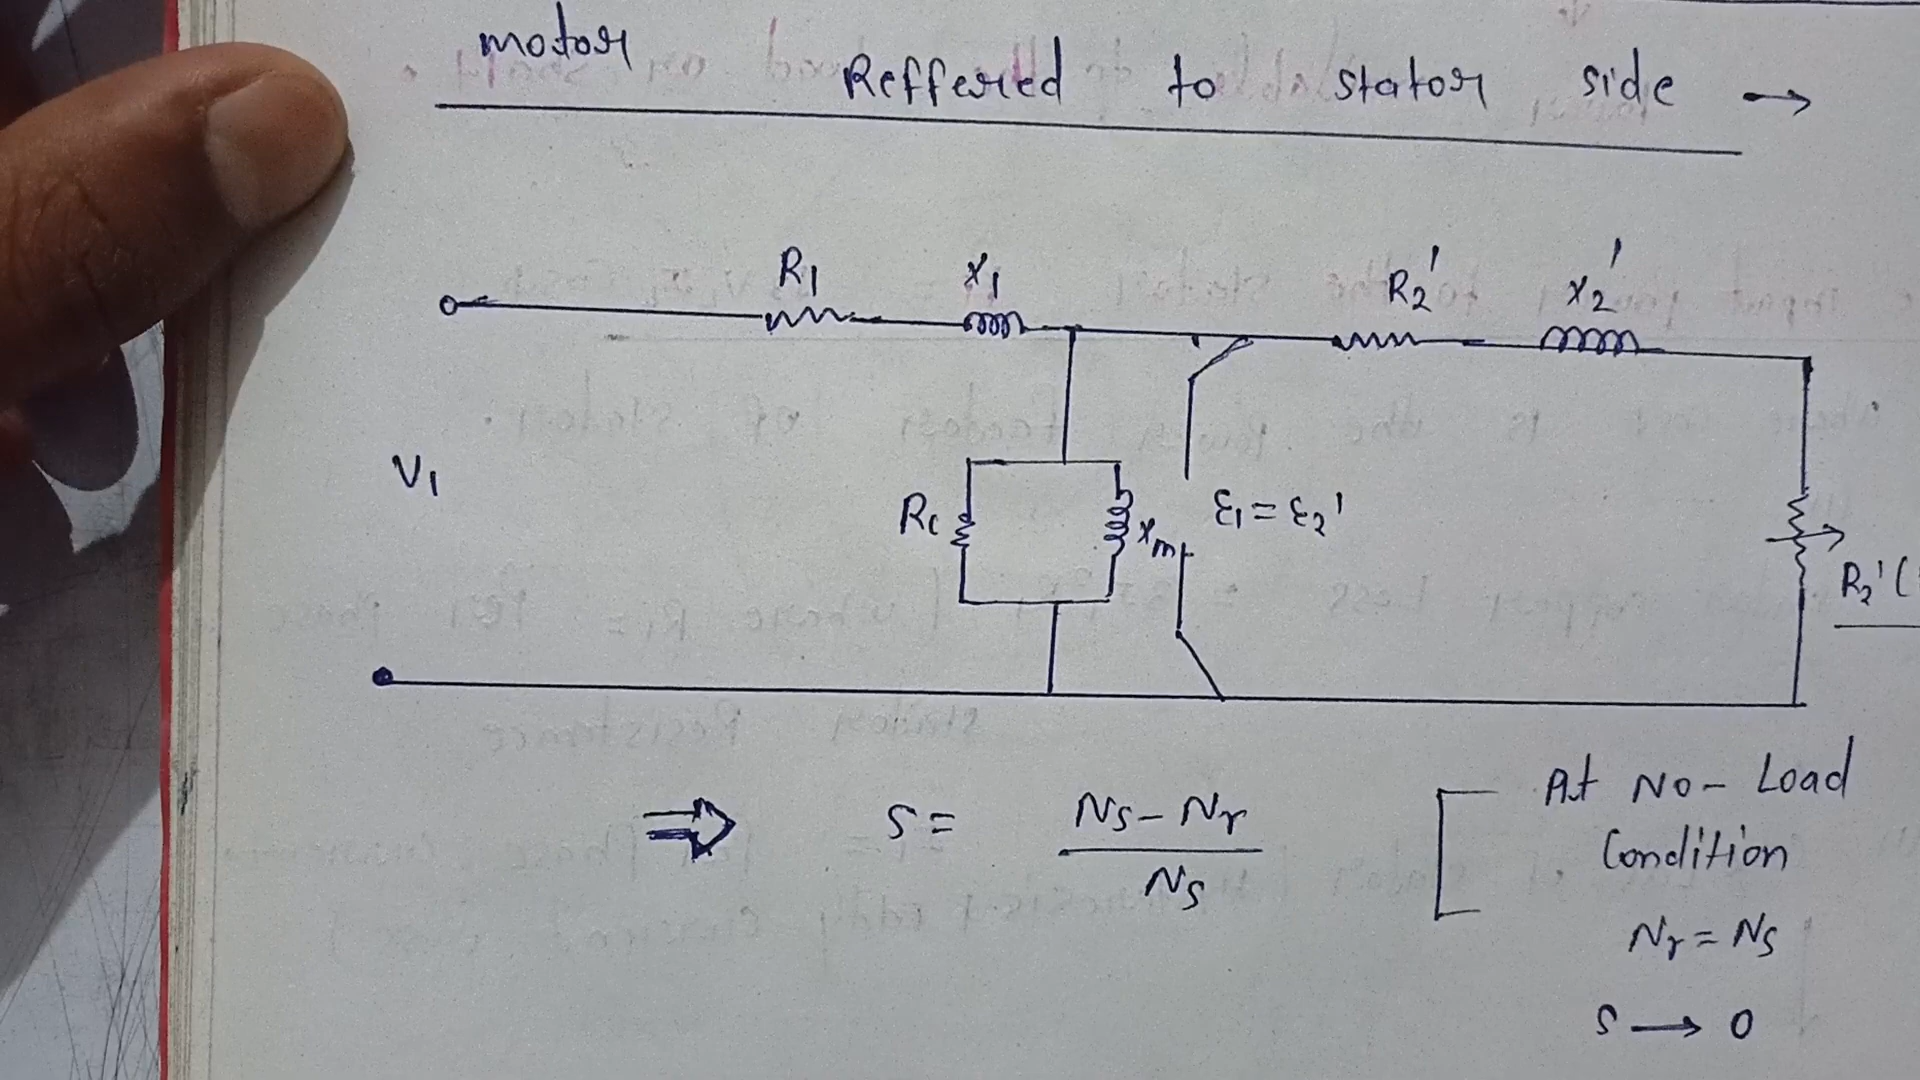 motor
Reffered to stator side →
R1 X1 R2' X2'
V1
Rc Xm E1 = E2'
R2' (
⇒ S = Ns - Nr / Ns
At No-Load
Condition
Nr = Ns
S → 0